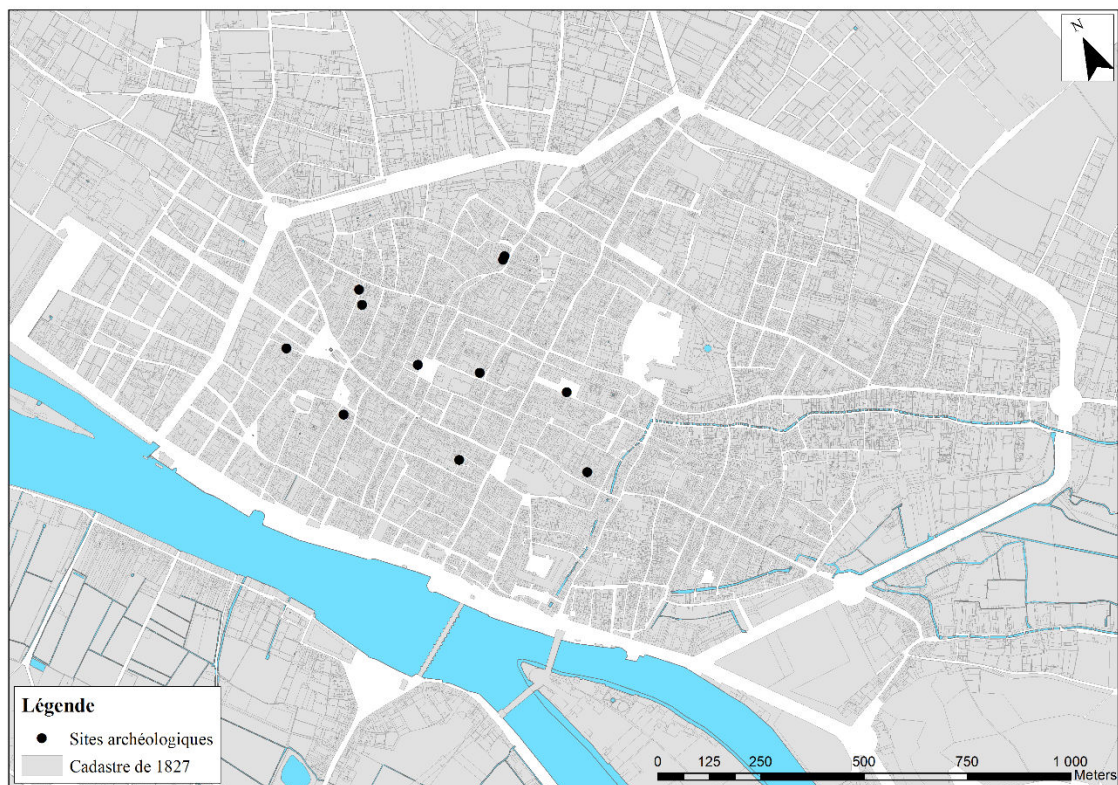 N
Légende
Sites archéologiques
Cadastre de 1827
0 125 250 500 750 1 000
Meters